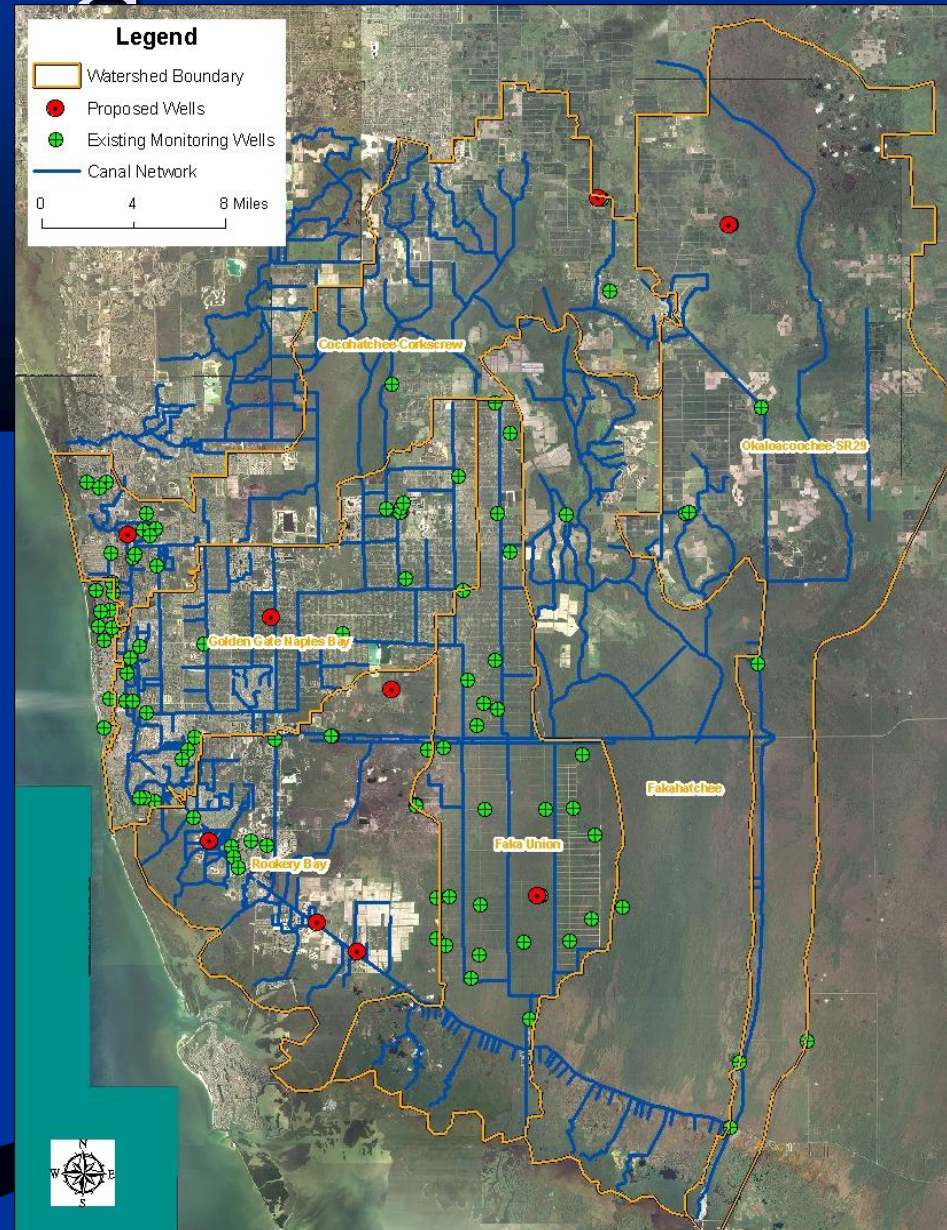 Legend
Watershed Boundary
Proposed Wells
Existing Monitoring Wells
Canal Network
0 4 8 Miles
Cocohatchee-Corkscrew
Okaloacoochee-SR29
Golden Gate Naples Bay
Fakahatchee
Faka Union
Rookery Bay
N
W E
S